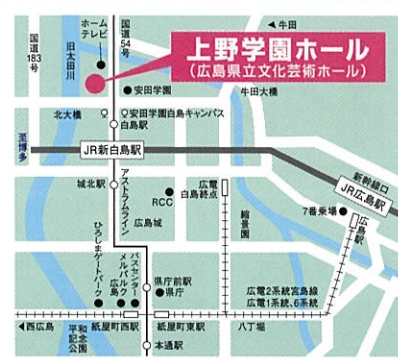 国道183号
旧太田川
ホームテレビ
国道54号
◀牛田
上野学園ホール
（広島県立文化芸術ホール）
安田学園
牛田大橋
北大橋
安田学園白島キャンパス
白島駅
至博多
JR新白島駅
新幹線口
JR広島駅
城北駅
アストラムライン
RCC
広島城
広電白島終点
縮景園
7番乗場
広島駅
ひろしまゲートパーク
メルパルク広島
バスセンター
県庁前駅
県庁
広電2系統宮島線
広電1系統、6系統
◀西広島
平和記念公園
紙屋町西駅
紙屋町東駅
八丁堀
本通駅